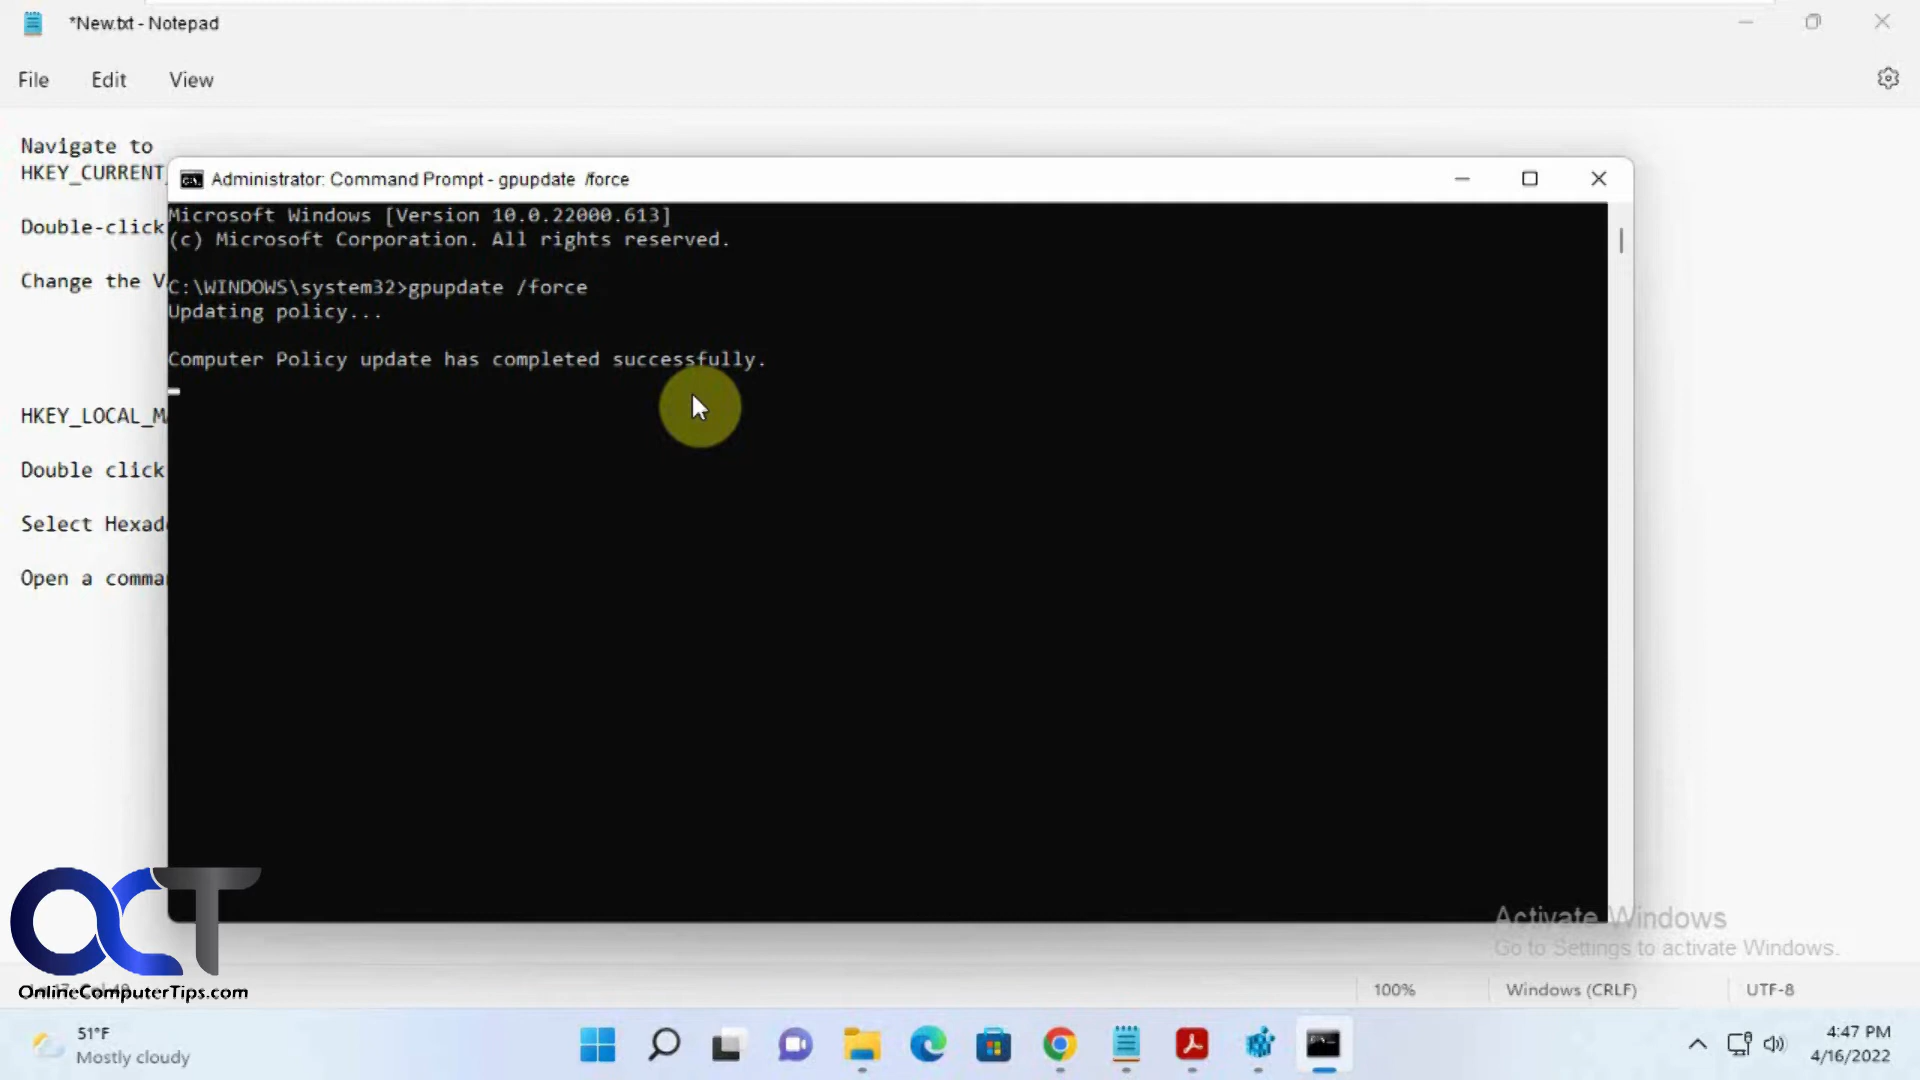 *New.txt - Notepad
File Edit View
Navigate to
HKEY_CURRENT_
Double-click
Change the V
HKEY_LOCAL_MA
Double click
Select Hexad
Open a comma
Administrator: Command Prompt - gpupdate /force
Microsoft Windows [Version 10.0.22000.613]
(c) Microsoft Corporation. All rights reserved.
C:\WINDOWS\system32>gpupdate /force
Updating policy...
Computer Policy update has completed successfully.
Activate Windows
Go to Settings to activate Windows.
OCT
OnlineComputerTips.com
100% Windows (CRLF) UTF-8
51°F
Mostly cloudy
4:47 PM
4/16/2022